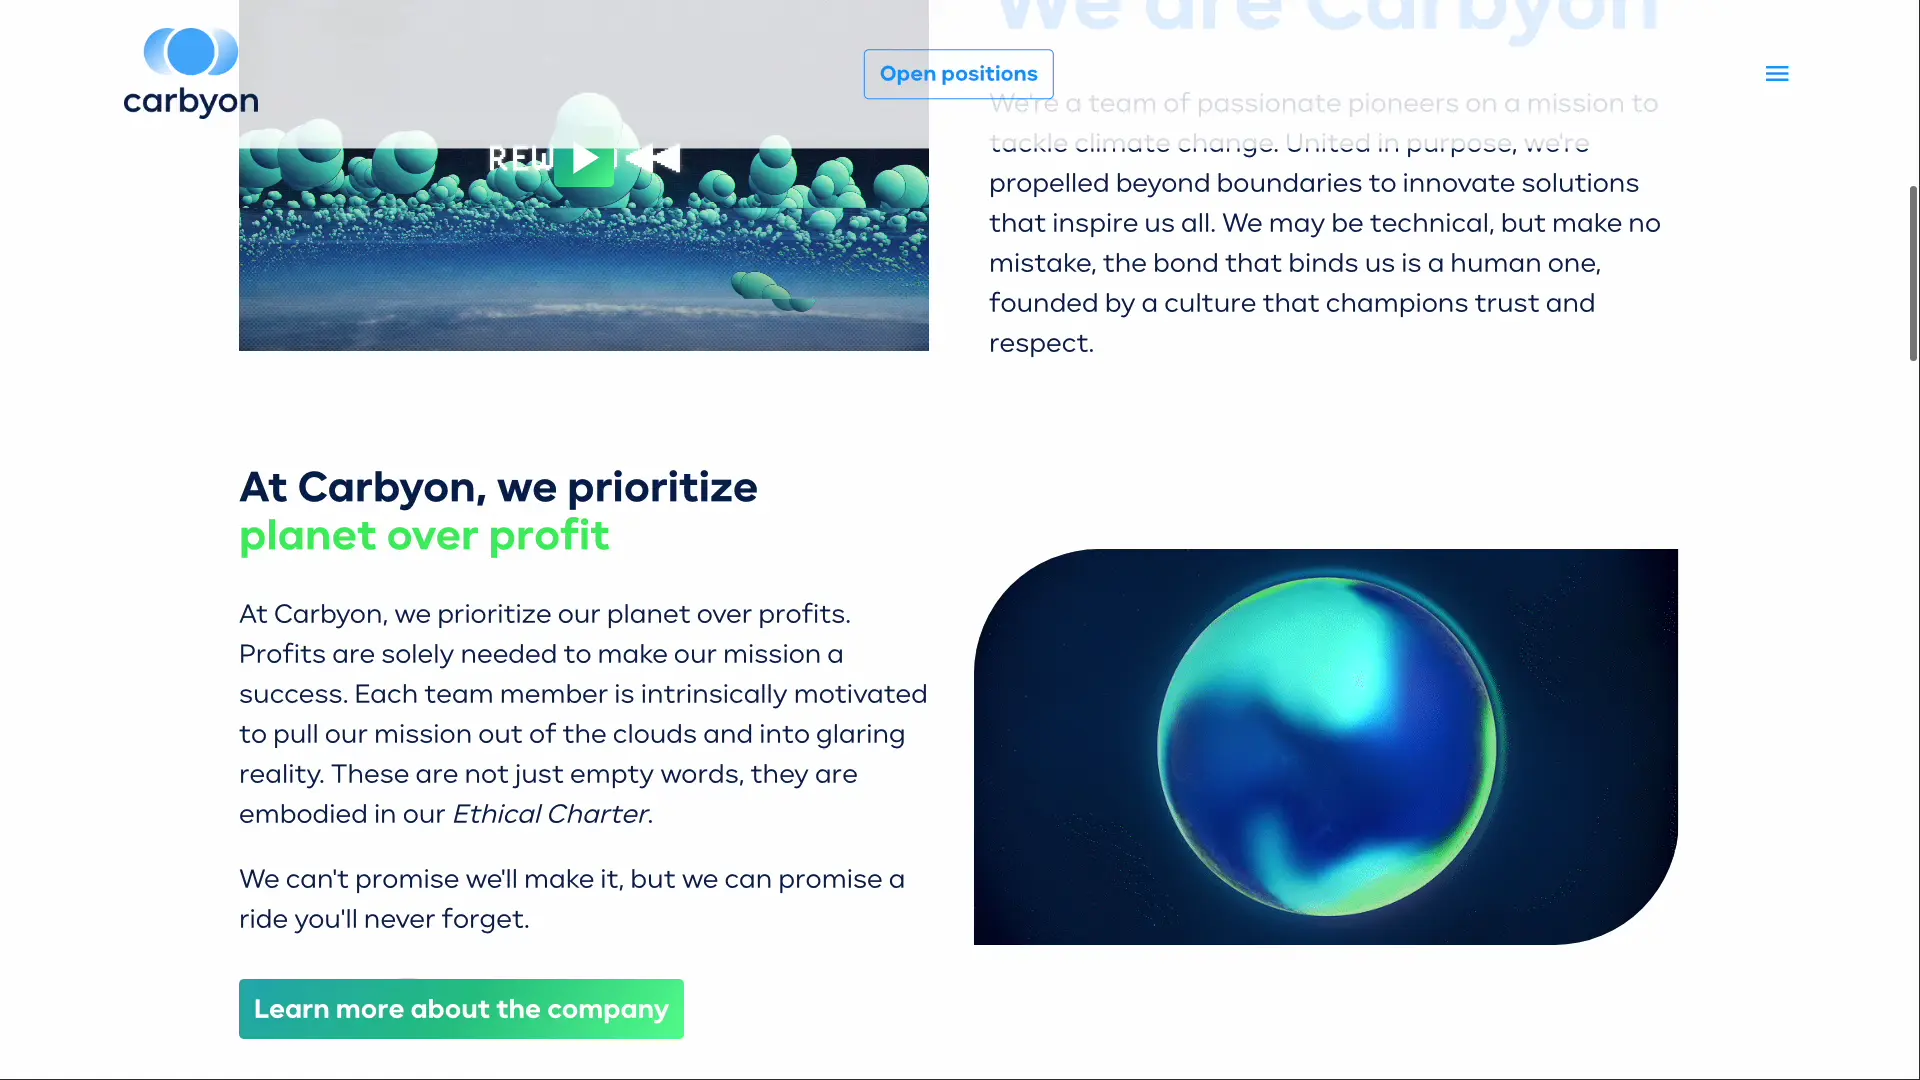 We are Carbyon
carbyon
Open positions
We're a team of passionate pioneers on a mission to
tackle climate change. United in purpose, we're
propelled beyond boundaries to innovate solutions
that inspire us all. We may be technical, but make no
mistake, the bond that binds us is a human one,
founded by a culture that champions trust and
respect.
REW
At Carbyon, we prioritize
planet over profit
At Carbyon, we prioritize our planet over profits.
Profits are solely needed to make our mission a
success. Each team member is intrinsically motivated
to pull our mission out of the clouds and into glaring
reality. These are not just empty words, they are
embodied in our Ethical Charter.
We can't promise we'll make it, but we can promise a
ride you'll never forget.
Learn more about the company